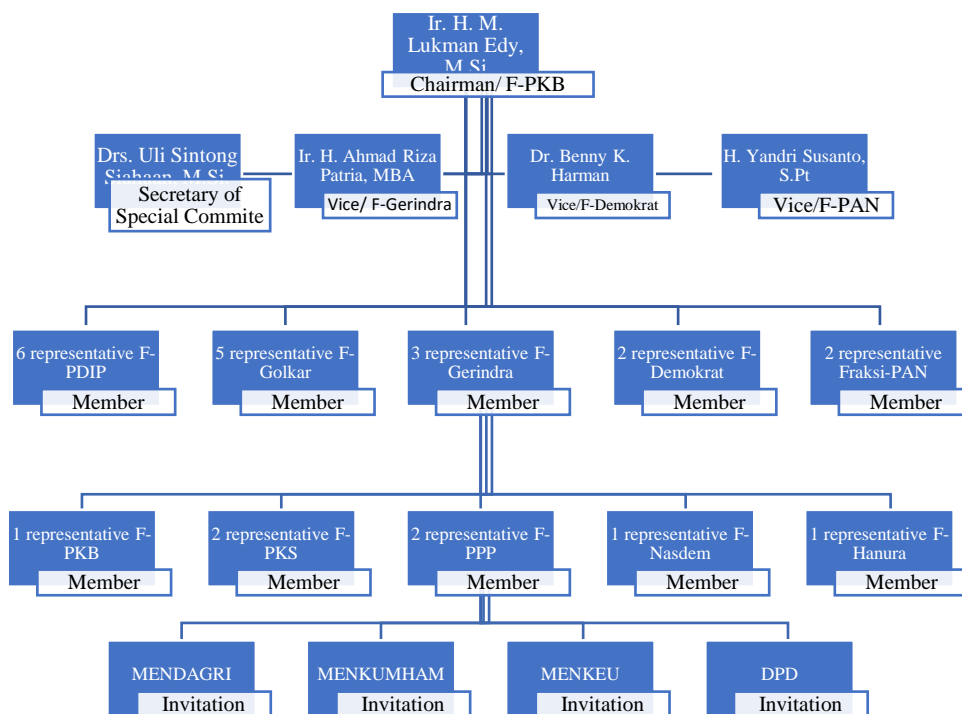 Ir. H. M.
Lukman Edy,
M.Si
Chairman/ F-PKB
Drs. Uli Sintong
Siahaan, M.Si
Secretary of
Special Commite
Ir. H. Ahmad Riza
Patria, MBA
Vice/ F-Gerindra
Dr. Benny K.
Harman
Vice/F-Demokrat
H. Yandri Susanto,
S.Pt
Vice/F-PAN
6 representative F-
PDIP
Member
5 representative F-
Golkar
Member
3 representative F-
Gerindra
Member
2 representative F-
Demokrat
Member
2 representative
Fraksi-PAN
Member
1 representative F-
PKB
Member
2 representative F-
PKS
Member
2 representative F-
PPP
Member
1 representative F-
Nasdem
Member
1 representative F-
Hanura
Member
MENDAGRI
Invitation
MENKUMHAM
Invitation
MENKEU
Invitation
DPD
Invitation